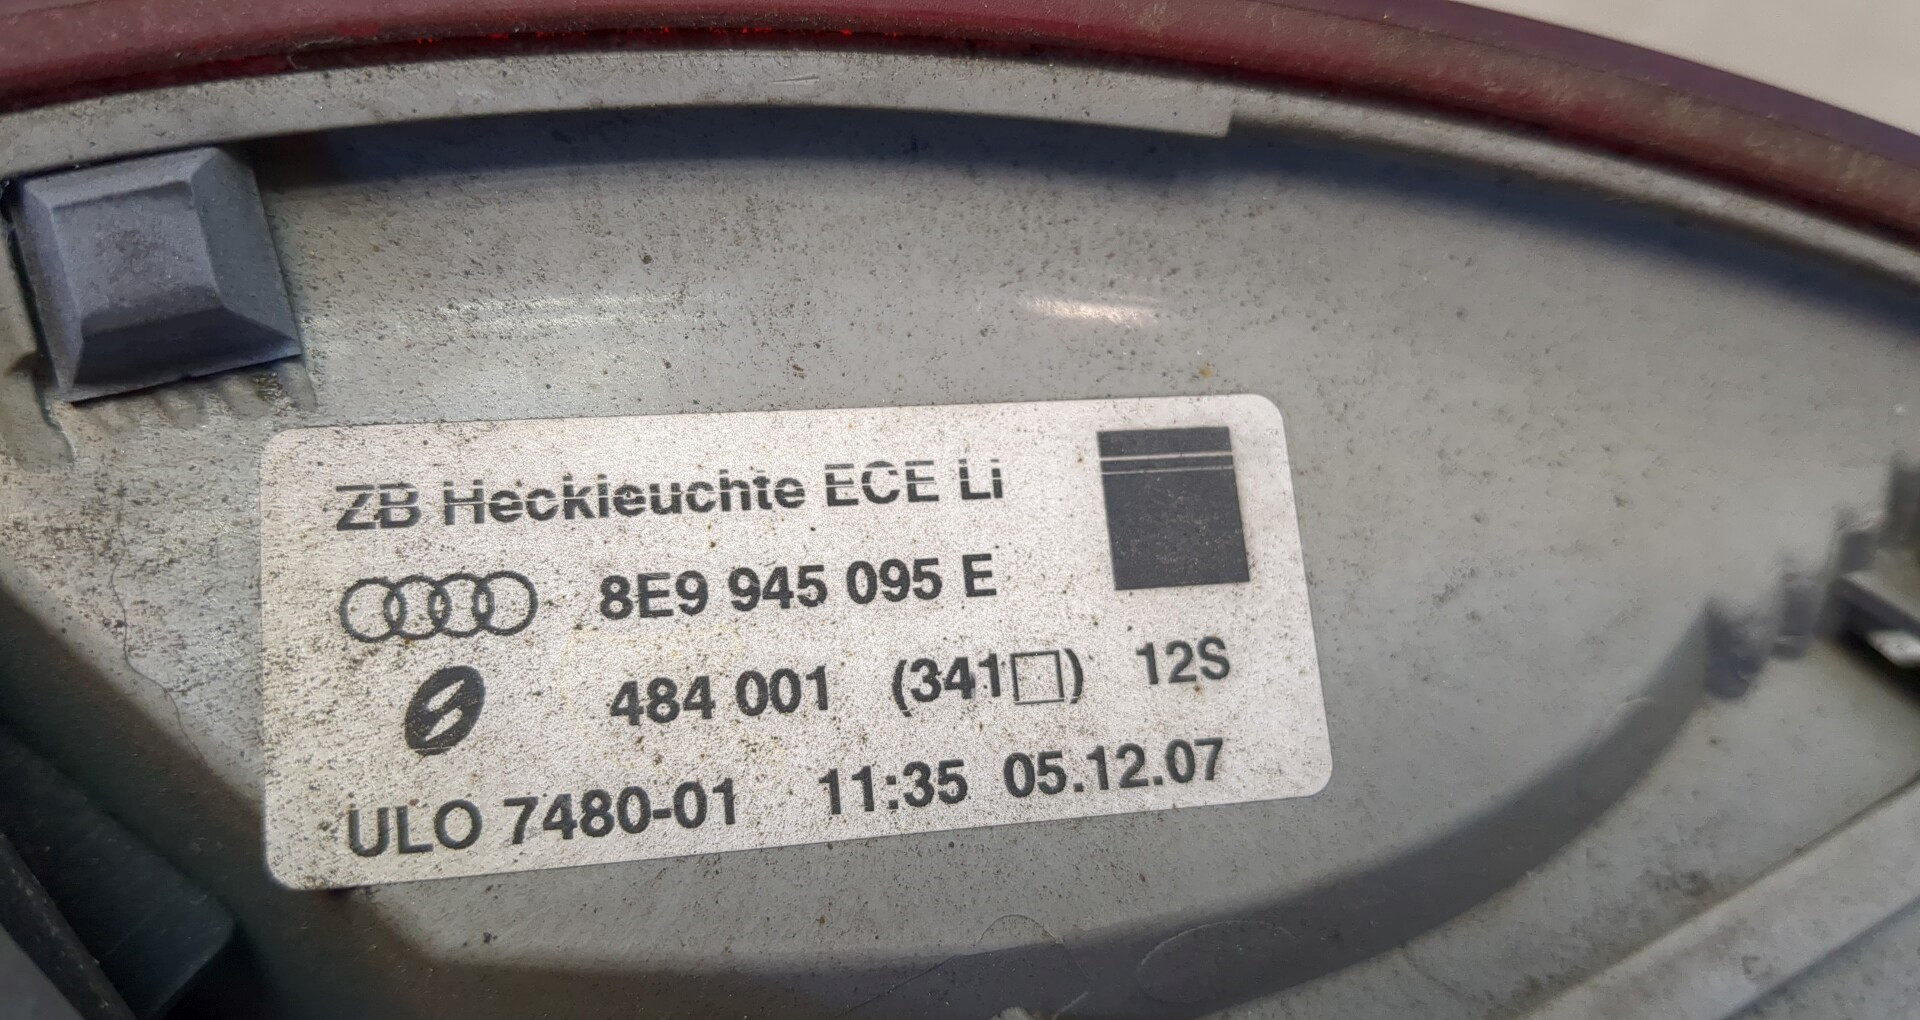 ZB Heckleuchte ECE Li
8E9 945 095 E
484 001 (341□) 12S
ULO 7480-01 11:35 05.12.07